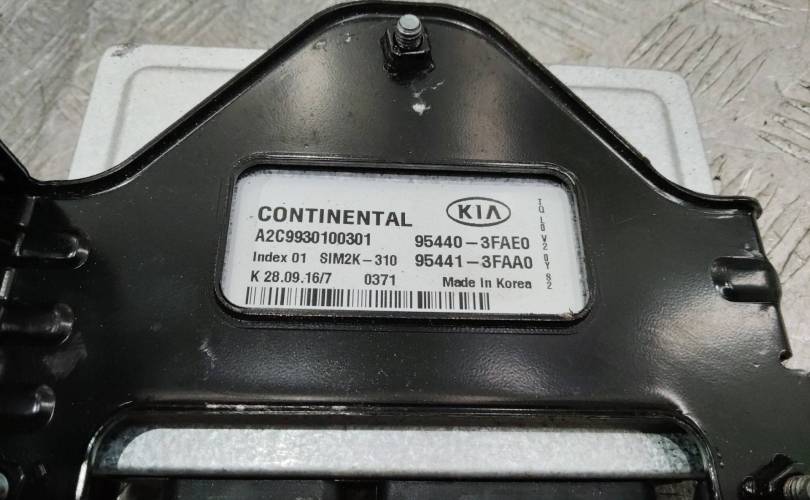 CONTINENTAL KIA
A2C9930100301 95440-3FAE0
Index 01 SIM2K-310 95441-3FAA0
K 28.09.16/7 0371 Made In Korea